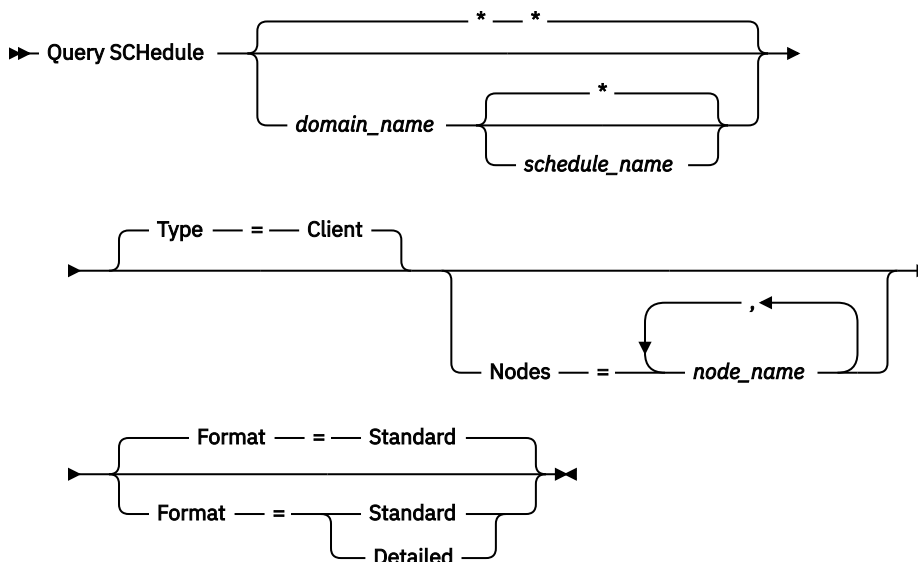 * *
Query SCHedule
*
domain_name
schedule_name
Type = Client
,
Nodes = node_name
Format = Standard
Format = Standard
Detailed